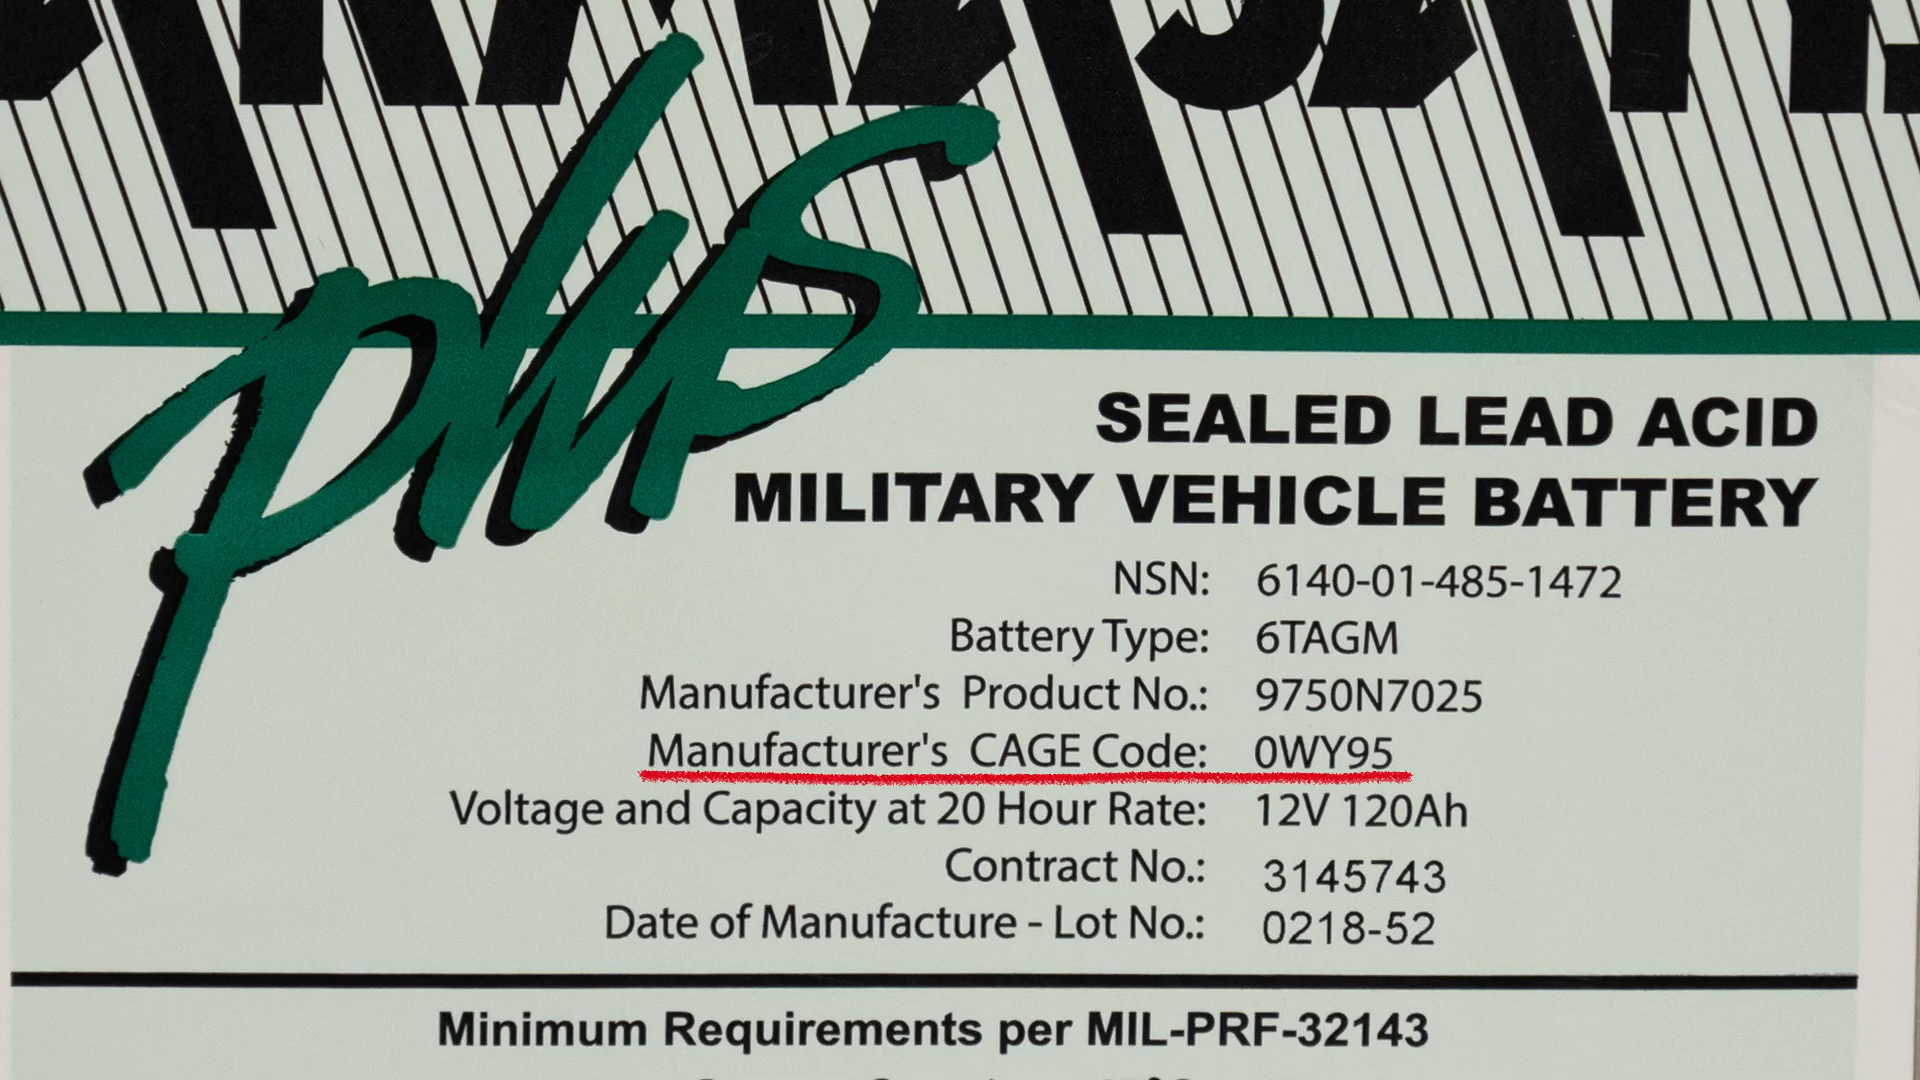 plus
SEALED LEAD ACID
MILITARY VEHICLE BATTERY
NSN: 6140-01-485-1472
Battery Type: 6TAGM
Manufacturer's Product No.: 9750N7025
Manufacturer's CAGE Code: 0WY95
Voltage and Capacity at 20 Hour Rate: 12V 120Ah
Contract No.: 3145743
Date of Manufacture - Lot No.: 0218-52
Minimum Requirements per MIL-PRF-32143